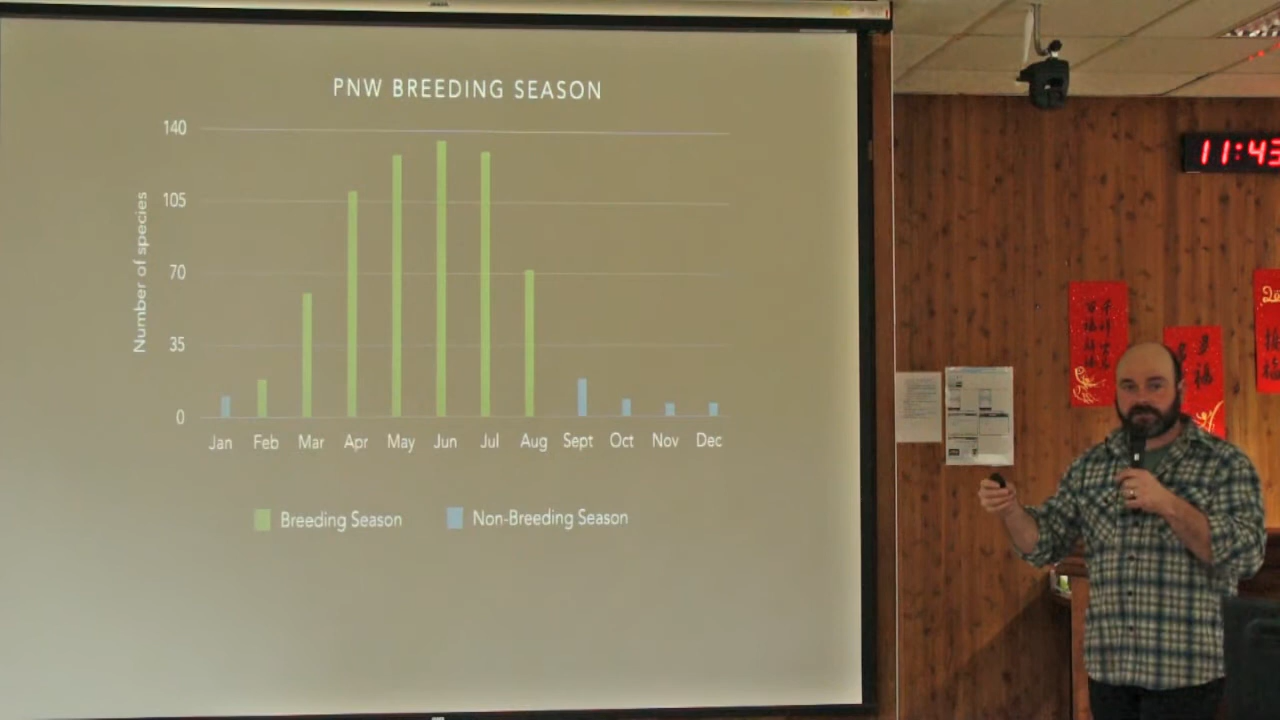 PNW BREEDING SEASON
140
105
70
35
0
Number of species
Jan Feb Mar Apr May Jun Jul Aug Sept Oct Nov Dec
Breeding Season Non-Breeding Season
11:43
福